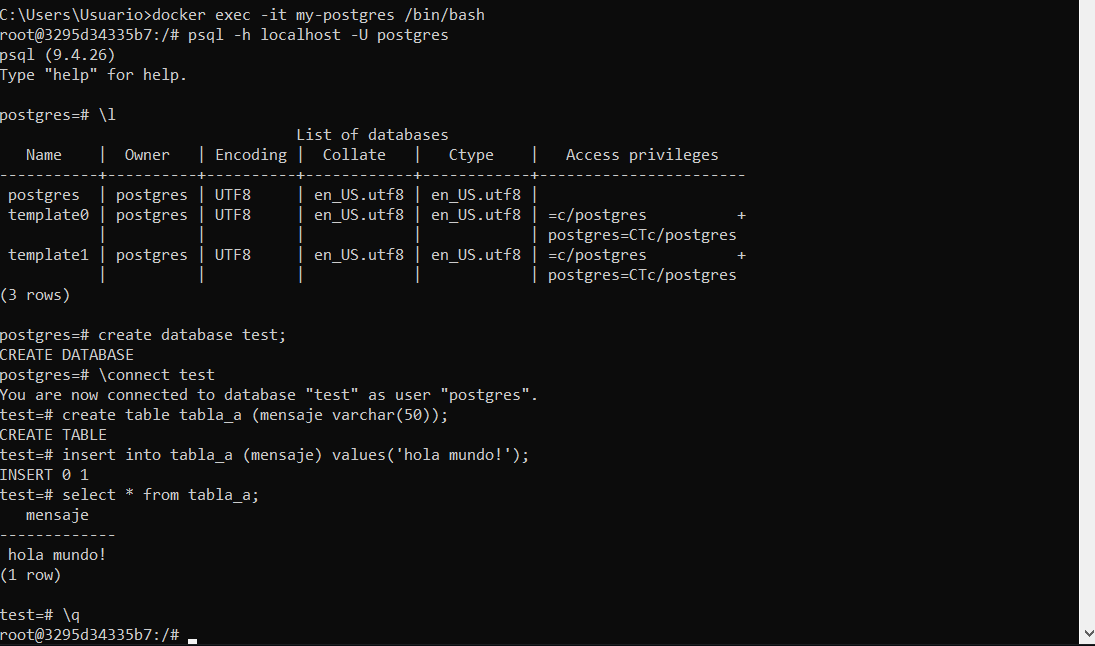 C:\Users\Usuario>docker exec -it my-postgres /bin/bash
root@3295d34335b7:/# psql -h localhost -U postgres
psql (9.4.26)
Type "help" for help.

postgres=# \l
                                 List of databases
   Name    |  Owner   | Encoding |  Collate   |   Ctype    |   Access privileges
-----------+----------+----------+------------+------------+-----------------------
 postgres  | postgres | UTF8     | en_US.utf8 | en_US.utf8 |
 template0 | postgres | UTF8     | en_US.utf8 | en_US.utf8 | =c/postgres          +
           |          |          |            |            | postgres=CTc/postgres
 template1 | postgres | UTF8     | en_US.utf8 | en_US.utf8 | =c/postgres          +
           |          |          |            |            | postgres=CTc/postgres
(3 rows)

postgres=# create database test;
CREATE DATABASE
postgres=# \connect test
You are now connected to database "test" as user "postgres".
test=# create table tabla_a (mensaje varchar(50));
CREATE TABLE
test=# insert into tabla_a (mensaje) values('hola mundo!');
INSERT 0 1
test=# select * from tabla_a;
   mensaje
-------------
 hola mundo!
(1 row)

test=# \q
root@3295d34335b7:/#